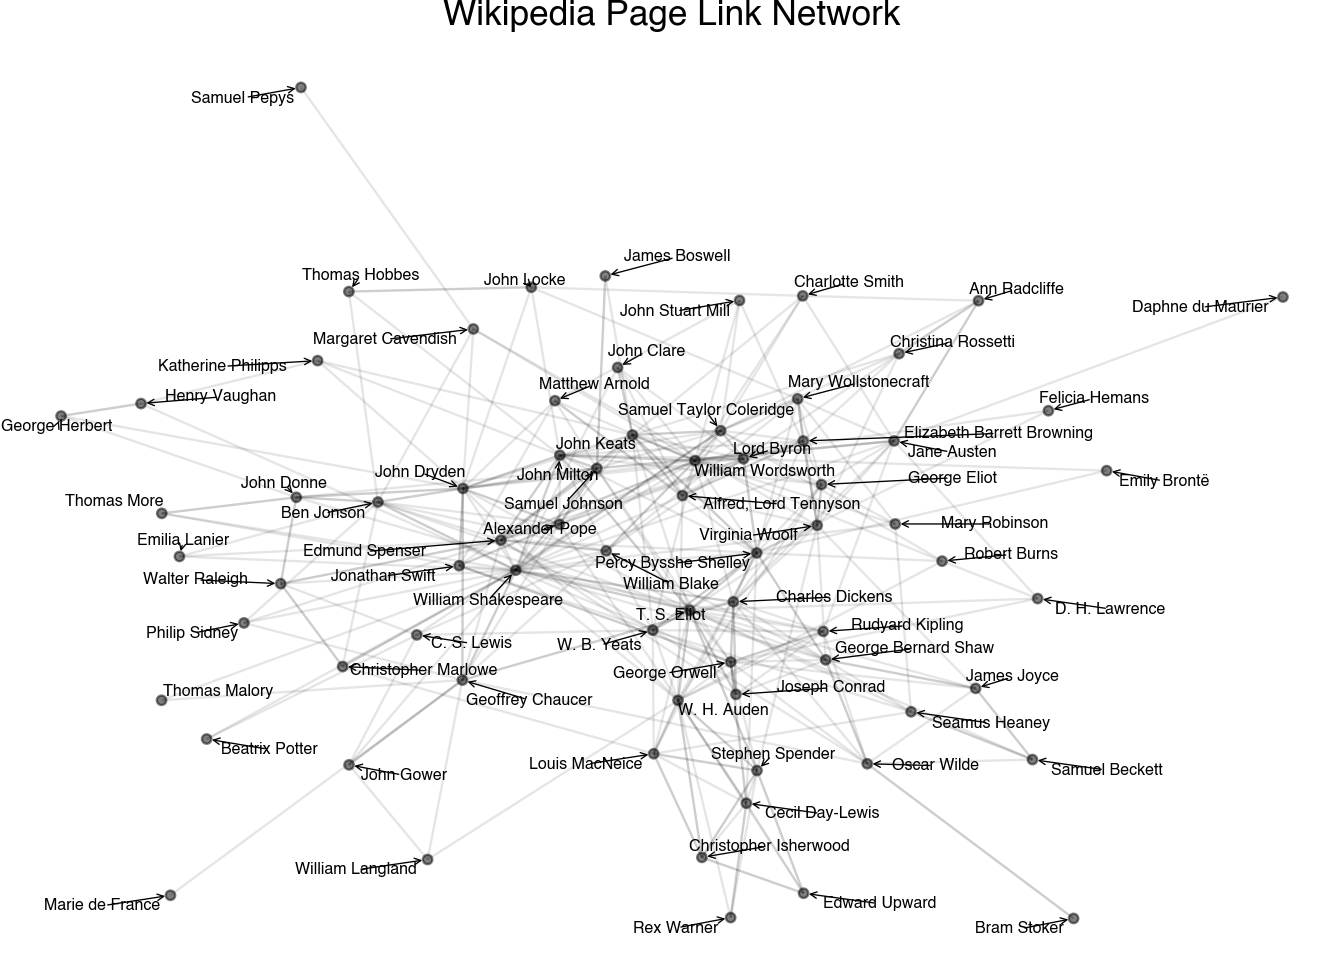 Wikipedia Page Link Network
Samuel Pepys
James Boswell
Thomas Hobbes
John Locke
Charlotte Smith
Ann Radcliffe
John Stuart Mill
Daphne du Maurier
Margaret Cavendish
Christina Rossetti
John Clare
Katherine Philipps
Matthew Arnold
Mary Wollstonecraft
Henry Vaughan
Felicia Hemans
Samuel Taylor Coleridge
George Herbert
Elizabeth Barrett Browning
John Keats
Lord Byron
Jane Austen
John Dryden
John Milton
William Wordsworth
George Eliot
Emily Brontë
John Donne
Thomas More
Samuel Johnson
Alfred, Lord Tennyson
Ben Jonson
Mary Robinson
Alexander Pope
Virginia Woolf
Emilia Lanier
Edmund Spenser
Robert Burns
Percy Bysshe Shelley
Walter Raleigh
Jonathan Swift
William Blake
William Shakespeare
Charles Dickens
D. H. Lawrence
T. S. Eliot
Rudyard Kipling
Philip Sidney
C. S. Lewis
W. B. Yeats
George Bernard Shaw
Christopher Marlowe
George Orwell
James Joyce
Thomas Malory
Joseph Conrad
Geoffrey Chaucer
W. H. Auden
Seamus Heaney
Beatrix Potter
Stephen Spender
Louis MacNeice
Oscar Wilde
Samuel Beckett
John Gower
Cecil Day-Lewis
Christopher Isherwood
William Langland
Marie de France
Edward Upward
Rex Warner
Bram Stoker